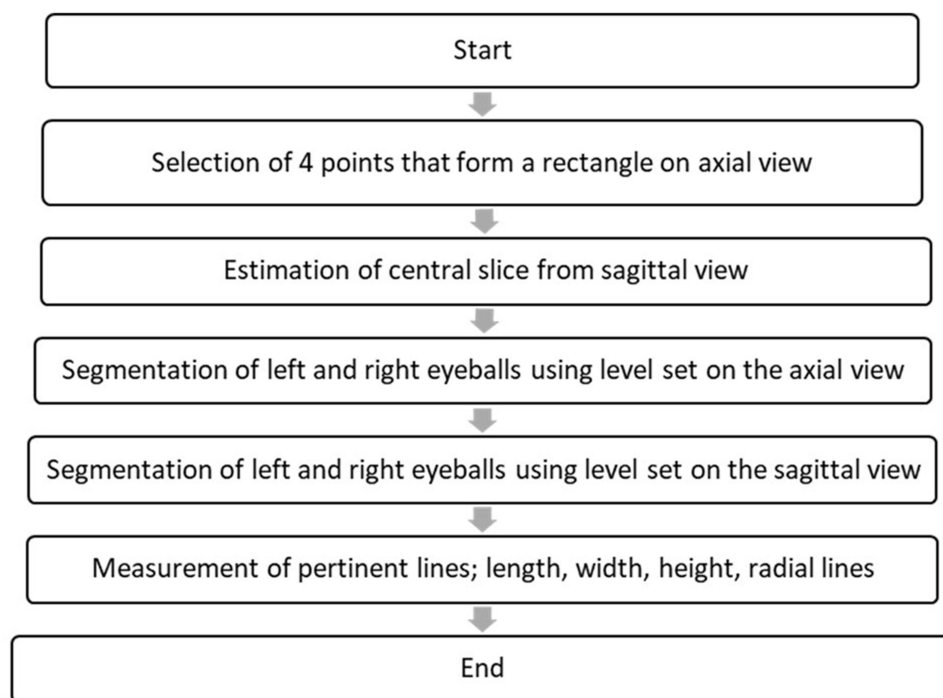 Start
Selection of 4 points that form a rectangle on axial view
Estimation of central slice from sagittal view
Segmentation of left and right eyeballs using level set on the axial view
Segmentation of left and right eyeballs using level set on the sagittal view
Measurement of pertinent lines; length, width, height, radial lines
End